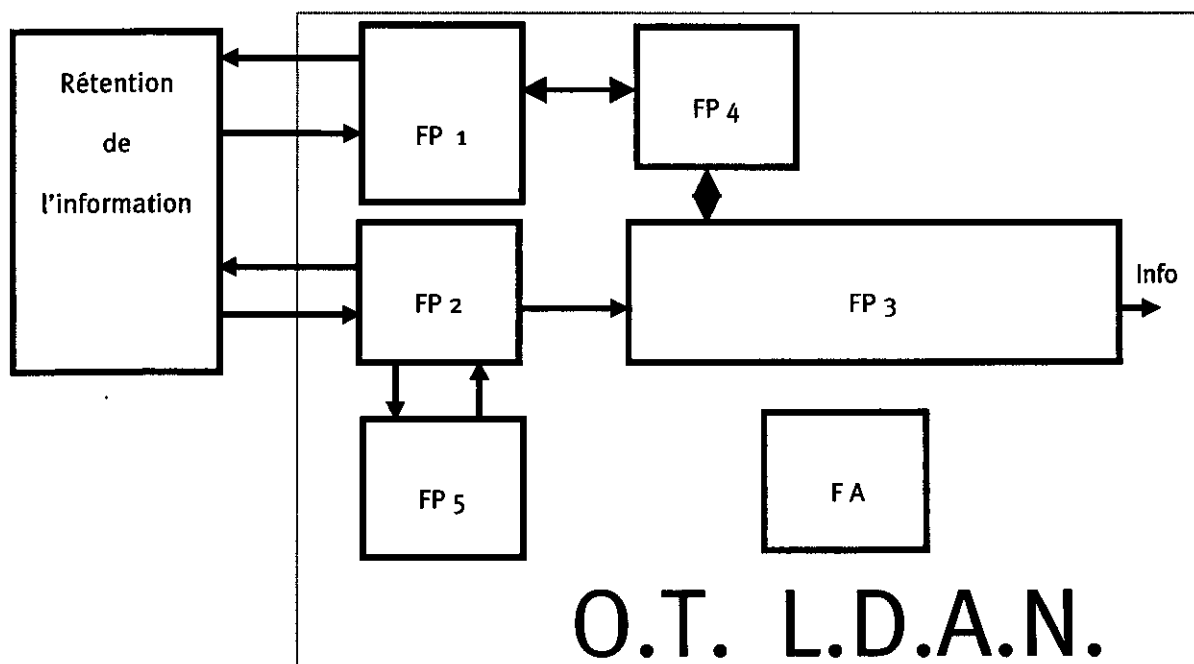 Rétention
de
l'information
FP 1
FP 4
FP 2
FP 3
Info
FP 5
F A
O.T. L.D.A.N.